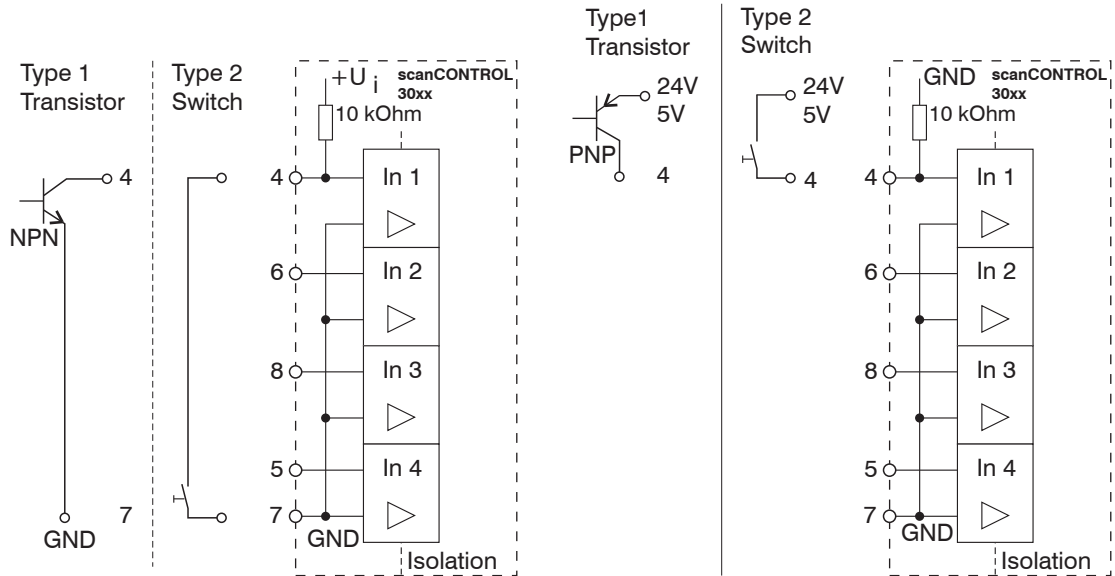 Type 1
Transistor
4
NPN
7
GND
Type 2
Switch
+U i
scanCONTROL
30xx
10 kOhm
4
In 1
6
In 2
8
In 3
5
In 4
7
GND
Isolation
Type1
Transistor
24V
5V
PNP
4
Type 2
Switch
24V
5V
4
GND
scanCONTROL
30xx
10 kOhm
4
In 1
6
In 2
8
In 3
5
In 4
7
GND
Isolation